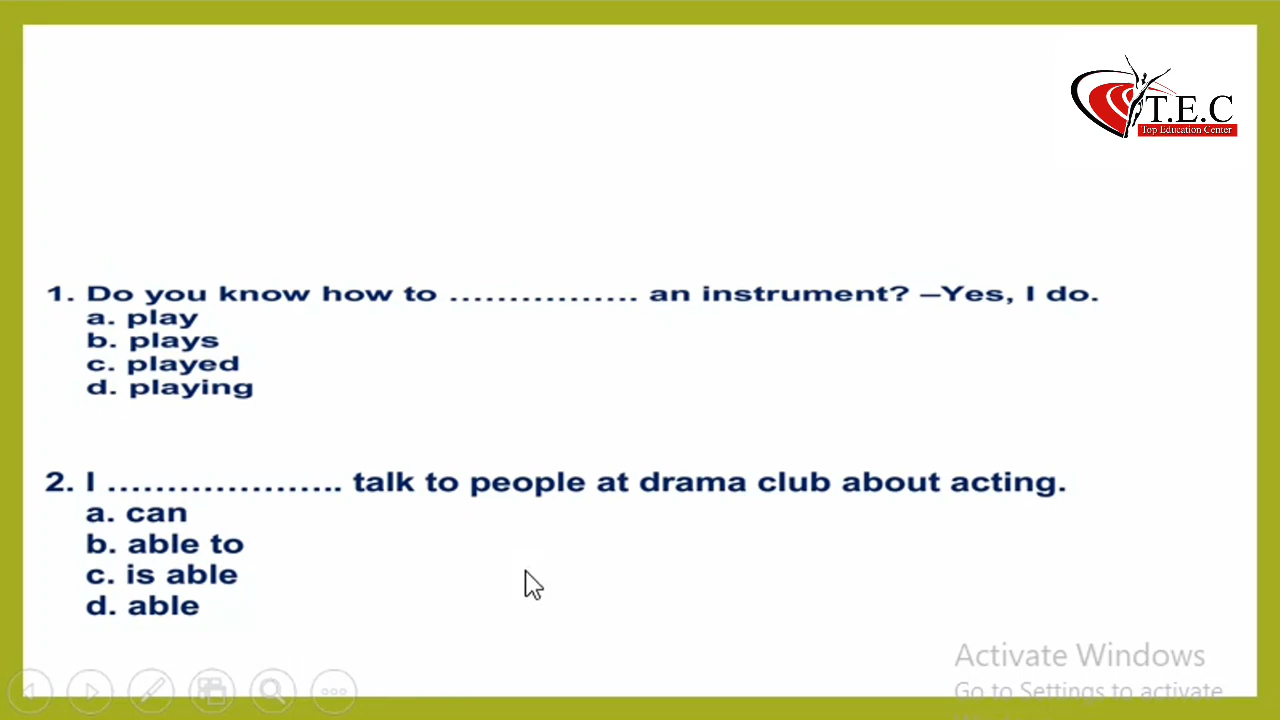 T.E.C
Top Education Center
1. Do you know how to ................ an instrument? –Yes, I do.
a. play
b. plays
c. played
d. playing
2. I .................... talk to people at drama club about acting.
a. can
b. able to
c. is able
d. able
Activate Windows
Go to Settings to activate